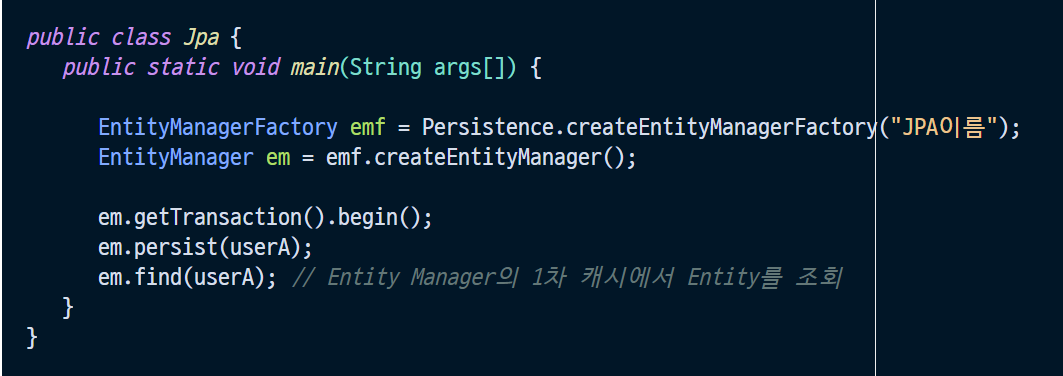 public class Jpa {
public static void main(String args[]) {
EntityManagerFactory emf = Persistence.createEntityManagerFactory("JPA이름");
EntityManager em = emf.createEntityManager();
em.getTransaction().begin();
em.persist(userA);
em.find(userA); // Entity Manager의 1차 캐시에서 Entity를 조회
}
}